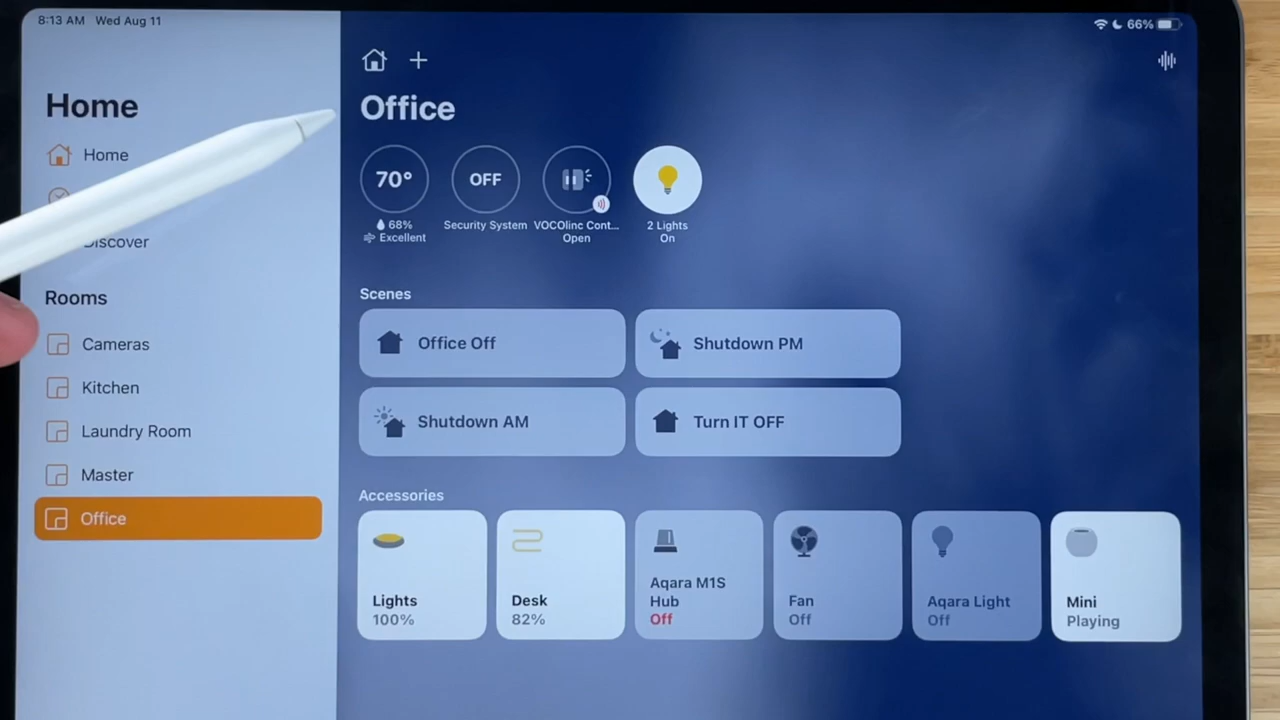 8:13 AM Wed Aug 11
66%
Home
Home
Discover
Rooms
Cameras
Kitchen
Laundry Room
Master
Office
Office
70°
68%
Excellent
OFF
Security System
VOCOlinc Cont...
Open
2 Lights
On
Scenes
Office Off
Shutdown PM
Shutdown AM
Turn IT OFF
Accessories
Lights
100%
Desk
82%
Aqara M1S
Hub
Off
Fan
Off
Aqara Light
Off
Mini
Playing